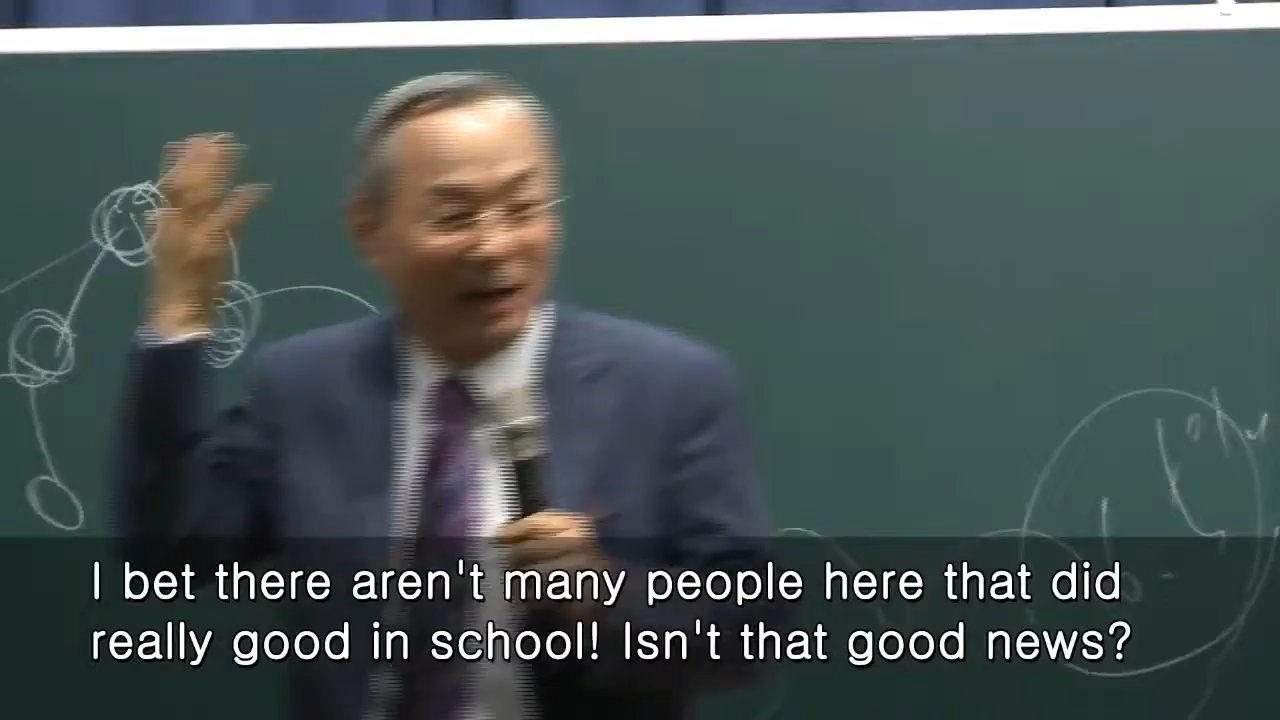 I bet there aren't many people here that did
really good in school! Isn't that good news?